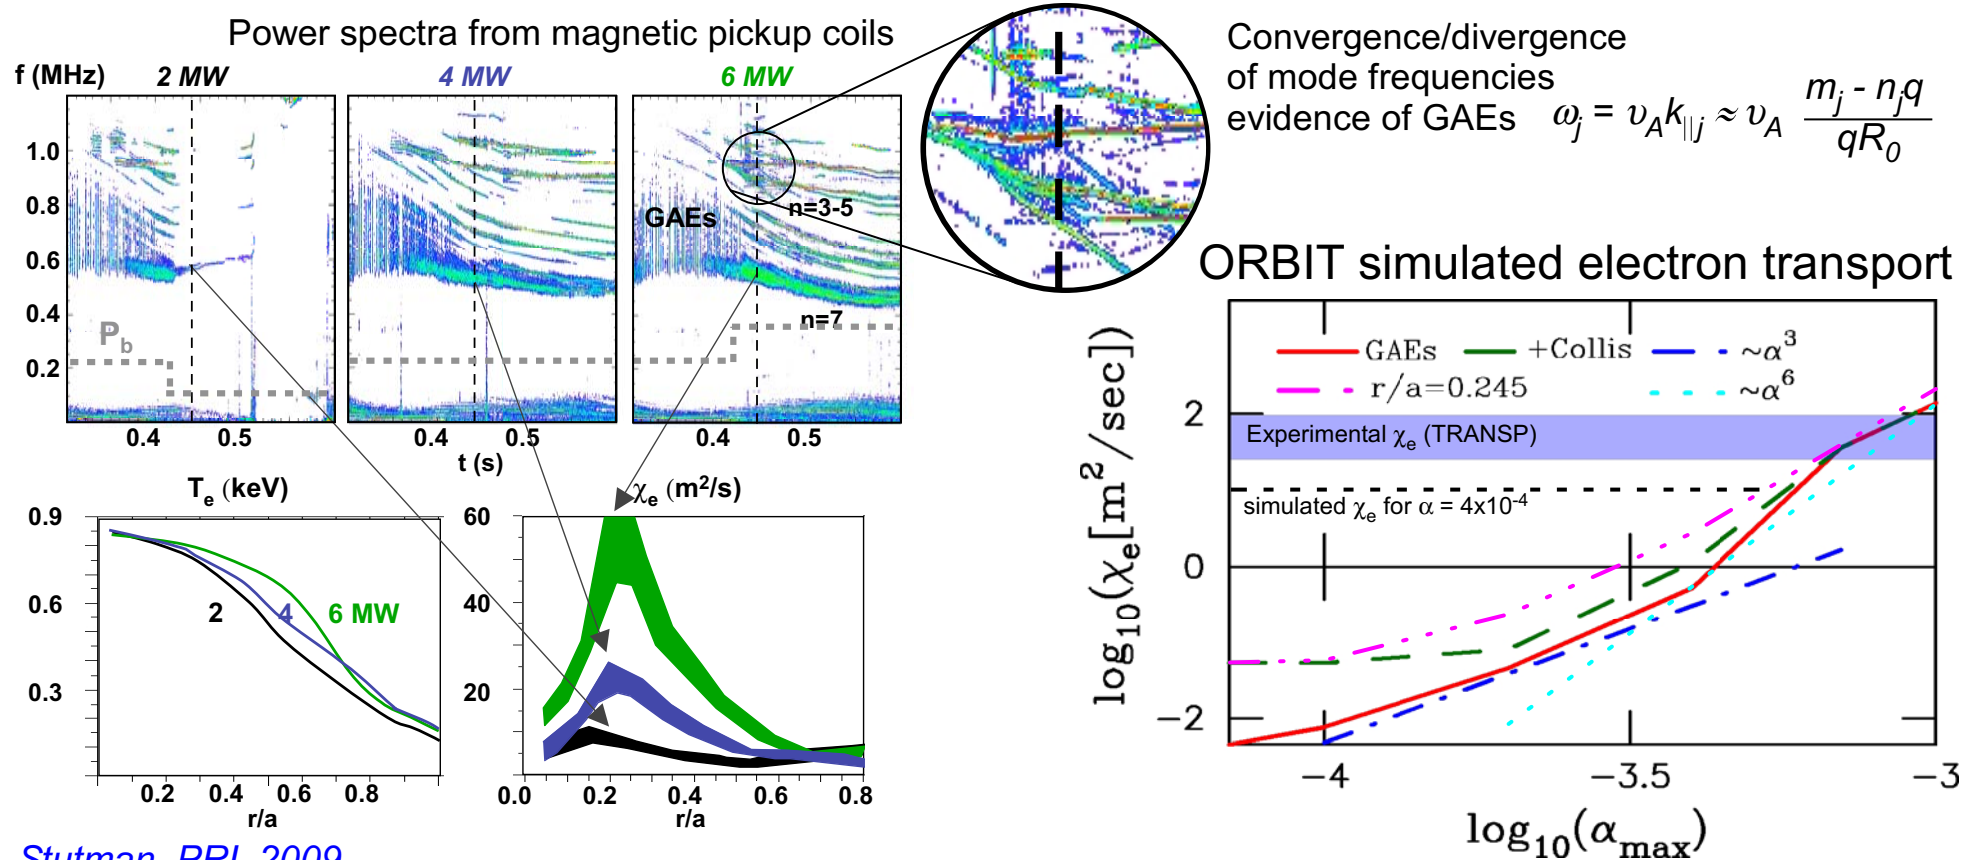 Power spectra from magnetic pickup coils
f (MHz)
2 MW
4 MW
6 MW
1.0
0.8
0.6
0.4
0.2
P_b
GAEs
n=3-5
n=7
0.4
0.5
0.4
0.5
0.4
0.5
t (s)
Convergence/divergence
of mode frequencies
evidence of GAEs
ω_j = υ_A k_||j ≈ υ_A (m_j - n_j q) / (qR_0)
T_e (keV)
0.9
0.6
0.3
2
4
6 MW
0.2
0.4
0.6
0.8
r/a
χ_e (m²/s)
60
40
20
0
0.0
0.2
0.4
0.6
0.8
r/a
ORBIT simulated electron transport
GAEs
+Collis
~α³
r/a=0.245
~α⁶
Experimental χ_e (TRANSP)
simulated χ_e for α = 4x10⁻⁴
log₁₀(χ_e[m²/sec])
2
0
−2
−4
−3.5
−3
log₁₀(α_max)
Stutman, PRL 2009